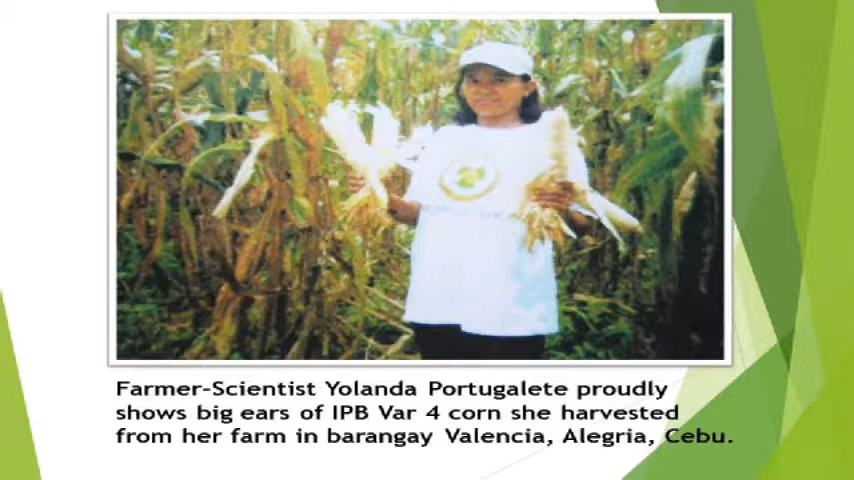 Farmer-Scientist Yolanda Portugalete proudly
shows big ears of IPB Var 4 corn she harvested
from her farm in barangay Valencia, Alegria, Cebu.